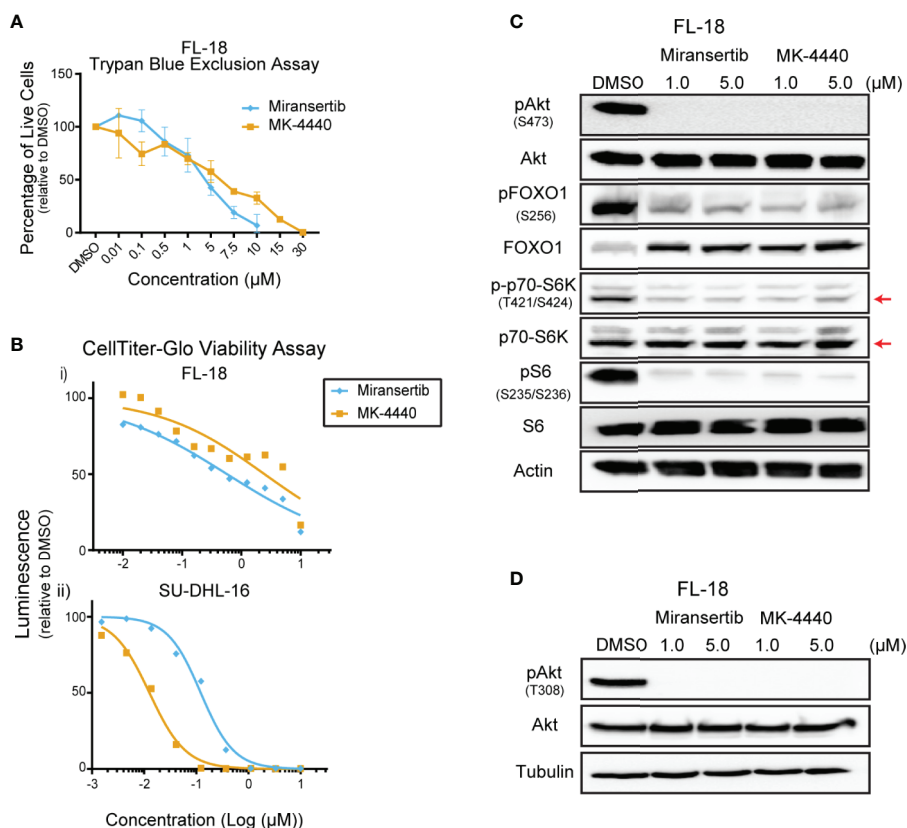 A
FL-18
Trypan Blue Exclusion Assay
Percentage of Live Cells
(relative to DMSO)
150
100
50
0
Miransertib
MK-4440
DMSO 0.01 0.1 0.5 1 5 7.5 10 15 30
Concentration (µM)
B
CellTiter-Glo Viability Assay
i)
FL-18
Miransertib
MK-4440
100
50
0
-2 -1 0 1
Luminescence
(relative to DMSO)
ii)
SU-DHL-16
100
50
0
-3 -2 -1 0 1
Concentration (Log (µM))
C
FL-18
Miransertib MK-4440
DMSO 1.0 5.0 1.0 5.0 (µM)
pAkt
(S473)
Akt
pFOXO1
(S256)
FOXO1
p-p70-S6K
(T421/S424)
p70-S6K
pS6
(S235/S236)
S6
Actin
D
FL-18
Miransertib MK-4440
DMSO 1.0 5.0 1.0 5.0 (µM)
pAkt
(T308)
Akt
Tubulin